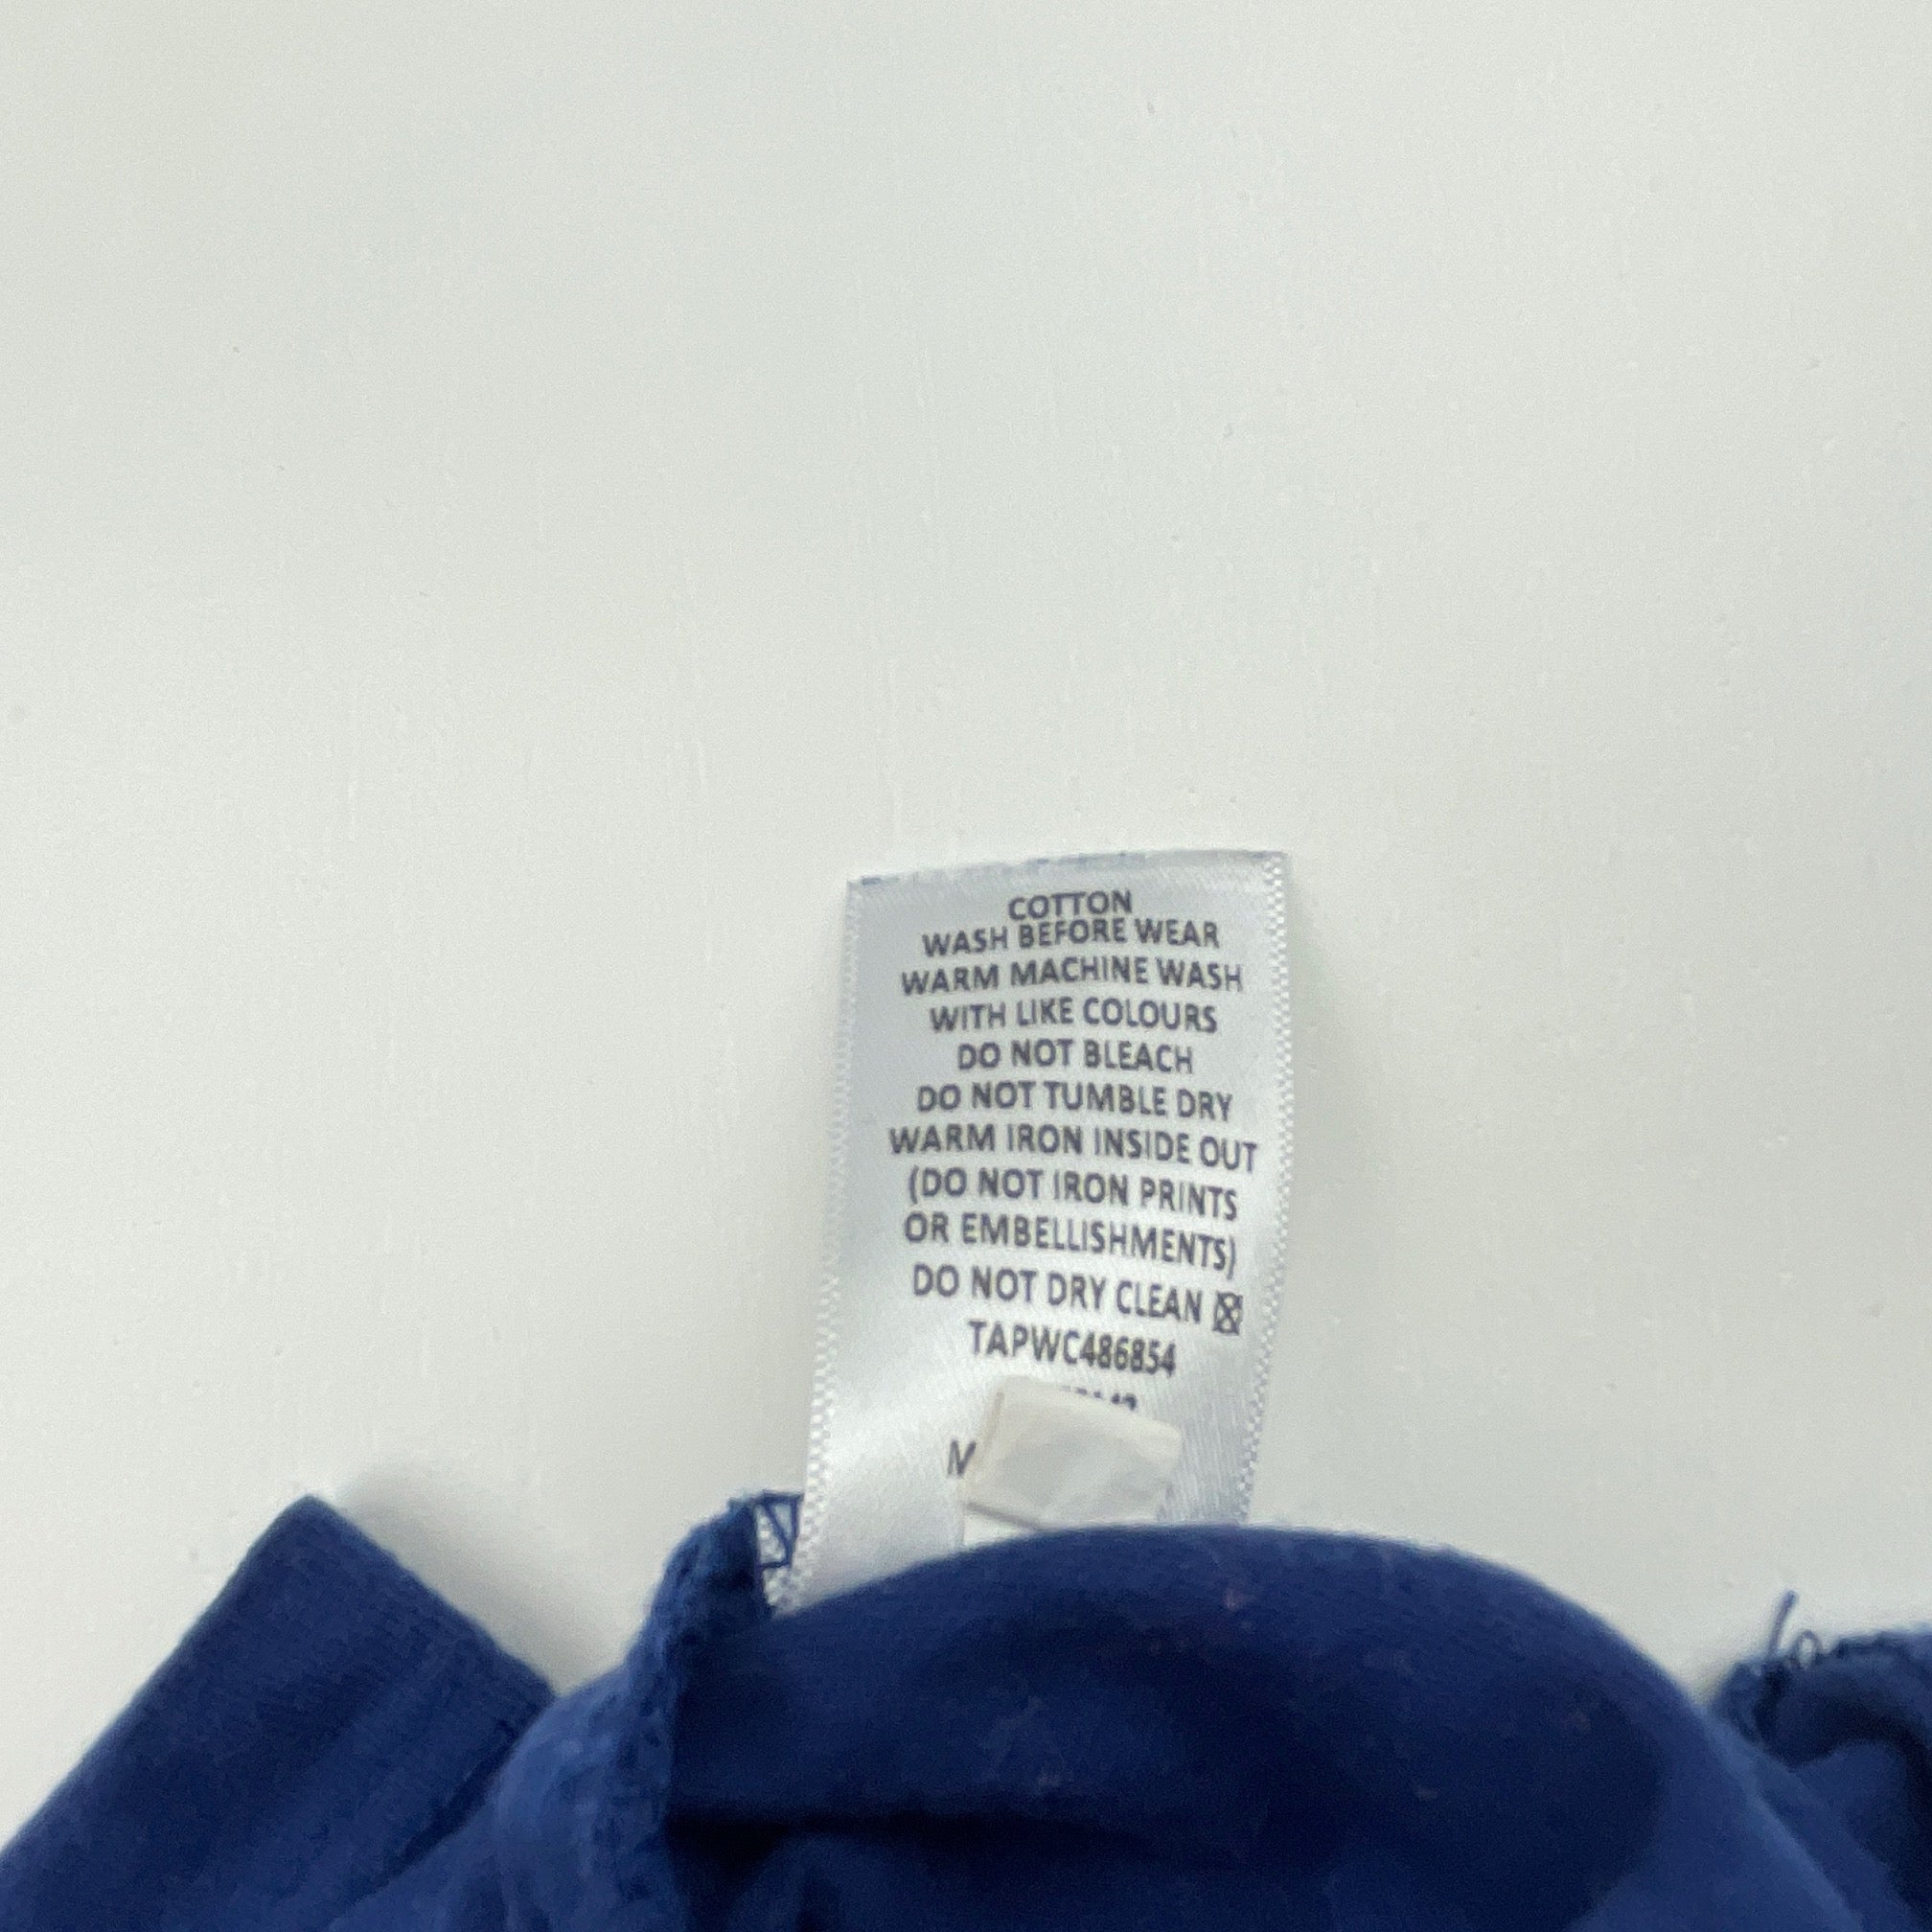 COTTON
WASH BEFORE WEAR
WARM MACHINE WASH
WITH LIKE COLOURS
DO NOT BLEACH
DO NOT TUMBLE DRY
WARM IRON INSIDE OUT
(DO NOT IRON PRINTS
OR EMBELLISHMENTS)
DO NOT DRY CLEAN
TAPWC486854